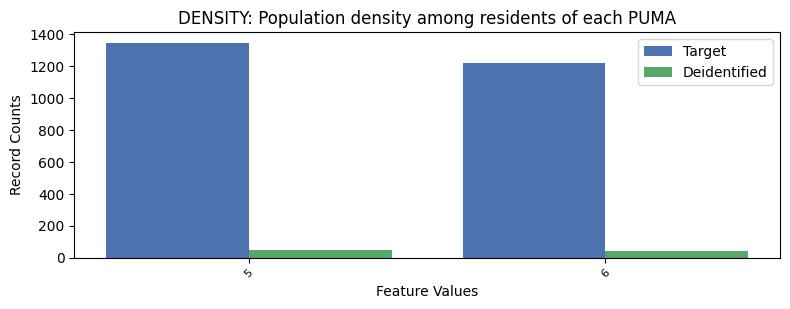 DENSITY: Population density among residents of each PUMA
1400
1200
1000
800
600
400
200
0
Record Counts
Target
Deidentified
5
6
Feature Values